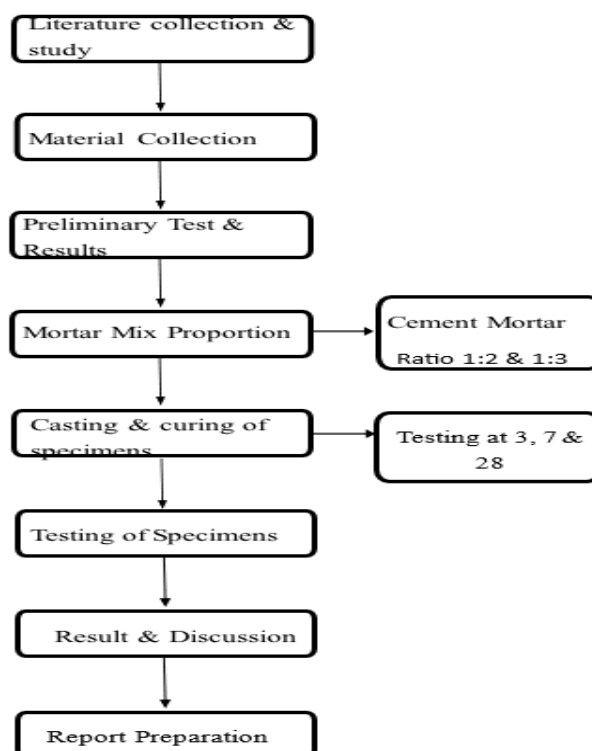 Literature collection &
study
Material Collection
Preliminary Test &
Results
Mortar Mix Proportion
Cement Mortar
Ratio 1:2 & 1:3
Casting & curing of
specimens
Testing at 3, 7 &
28
Testing of Specimens
Result & Discussion
Report Preparation